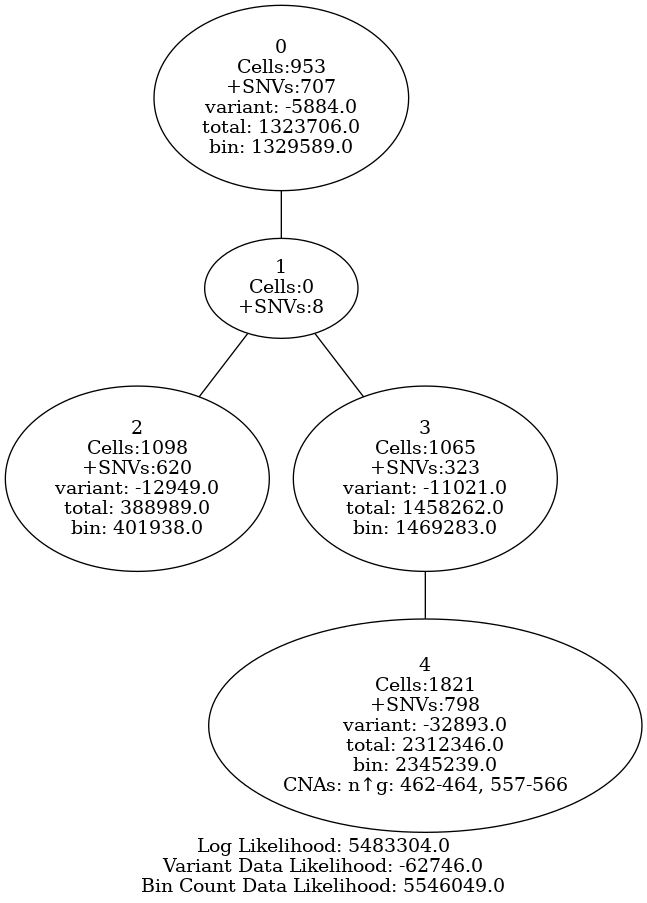 0
Cells:953
+SNVs:707
variant: -5884.0
total: 1323706.0
bin: 1329589.0
1
Cells:0
+SNVs:8
2
Cells:1098
+SNVs:620
variant: -12949.0
total: 388989.0
bin: 401938.0
3
Cells:1065
+SNVs:323
variant: -11021.0
total: 1458262.0
bin: 1469283.0
4
Cells:1821
+SNVs:798
variant: -32893.0
total: 2312346.0
bin: 2345239.0
CNAs: n↑g: 462-464, 557-566
Log Likelihood: 5483304.0
Variant Data Likelihood: -62746.0
Bin Count Data Likelihood: 5546049.0